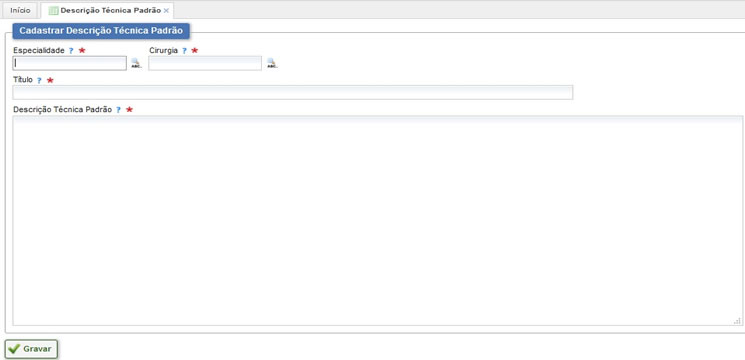 Início
Descrição Técnica Padrão
Cadastrar Descrição Técnica Padrão
Especialidade ? * Cirurgia ? *
Título ? *
Descrição Técnica Padrão ? *
Gravar